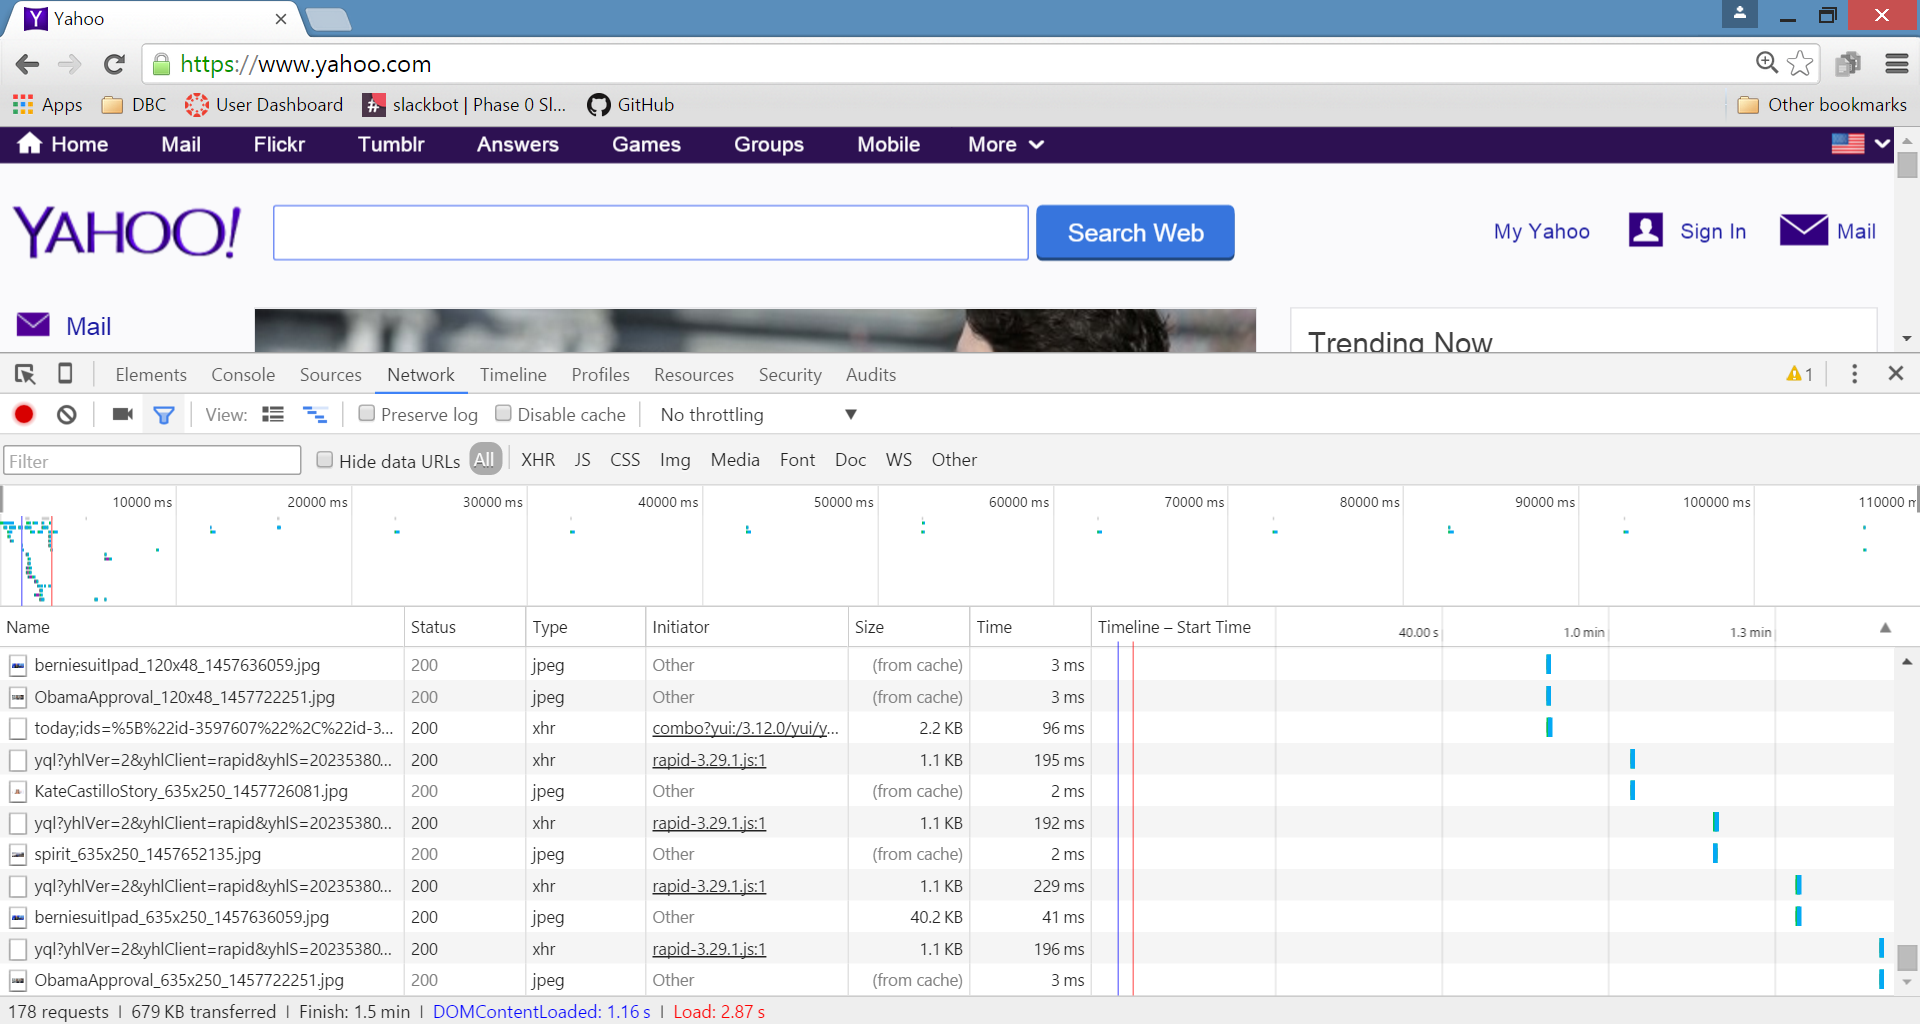 Yahoo
https://www.yahoo.com
Apps DBC User Dashboard slackbot | Phase 0 Sl... GitHub Other bookmarks
Home Mail Flickr Tumblr Answers Games Groups Mobile More
YAHOO! Search Web My Yahoo Sign In Mail
Mail
Trending Now
Elements Console Sources Network Timeline Profiles Resources Security Audits 1
View: Preserve log Disable cache No throttling
Filter Hide data URLs All XHR JS CSS Img Media Font Doc WS Other
10000 ms 20000 ms 30000 ms 40000 ms 50000 ms 60000 ms 70000 ms 80000 ms 90000 ms 100000 ms 110000 m
Name Status Type Initiator Size Time Timeline – Start Time 40.00 s 1.0 min 1.3 min
berniesuitIpad_120x48_1457636059.jpg 200 jpeg Other (from cache) 3 ms
ObamaApproval_120x48_1457722251.jpg 200 jpeg Other (from cache) 3 ms
today;ids=%5B%22id-3597607%22%2C%22id-3... 200 xhr combo?yui:/3.12.0/yui/y... 2.2 KB 96 ms
yql?yhlVer=2&yhlClient=rapid&yhlS=20235380... 200 xhr rapid-3.29.1.js:1 1.1 KB 195 ms
KateCastilloStory_635x250_1457726081.jpg 200 jpeg Other (from cache) 2 ms
yql?yhlVer=2&yhlClient=rapid&yhlS=20235380... 200 xhr rapid-3.29.1.js:1 1.1 KB 192 ms
spirit_635x250_1457652135.jpg 200 jpeg Other (from cache) 2 ms
yql?yhlVer=2&yhlClient=rapid&yhlS=20235380... 200 xhr rapid-3.29.1.js:1 1.1 KB 229 ms
berniesuitIpad_635x250_1457636059.jpg 200 jpeg Other 40.2 KB 41 ms
yql?yhlVer=2&yhlClient=rapid&yhlS=20235380... 200 xhr rapid-3.29.1.js:1 1.1 KB 196 ms
ObamaApproval_635x250_1457722251.jpg 200 jpeg Other (from cache) 3 ms
178 requests | 679 KB transferred | Finish: 1.5 min | DOMContentLoaded: 1.16 s | Load: 2.87 s